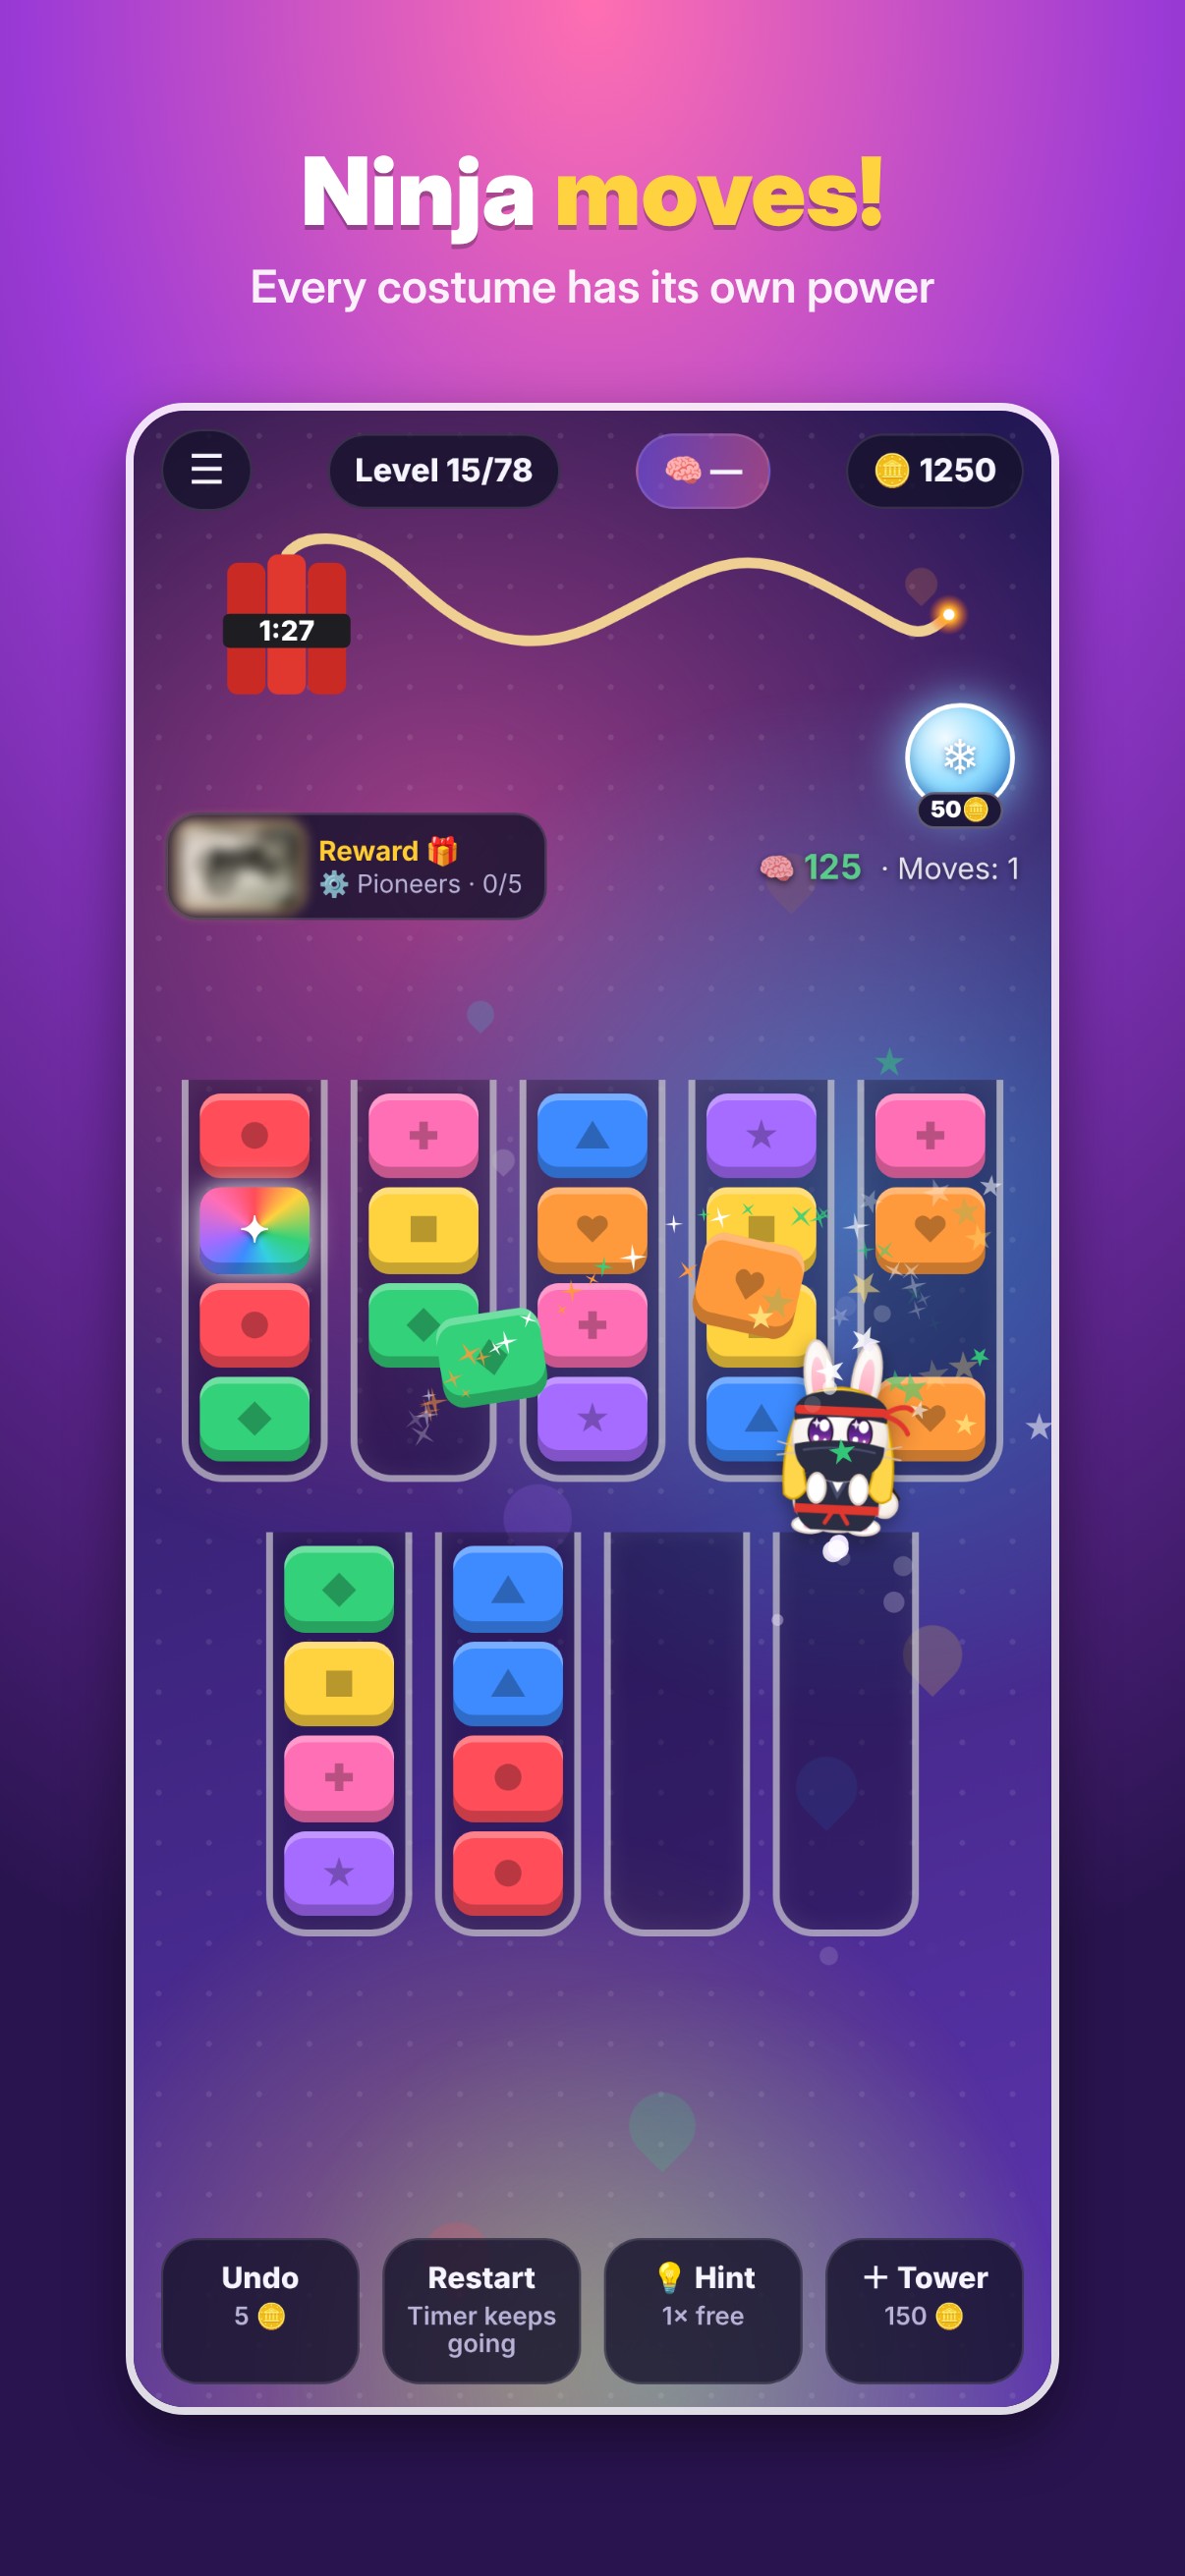 Ninja moves!
Every costume has its own power
☰ Level 15/78 🧠 — 🪙 1250
1:27
50🪙
Reward 🎁
⚙️ Pioneers · 0/5
🧠 125 · Moves: 1
Undo
5 🪙
Restart
Timer keeps
going
💡 Hint
1× free
+ Tower
150 🪙